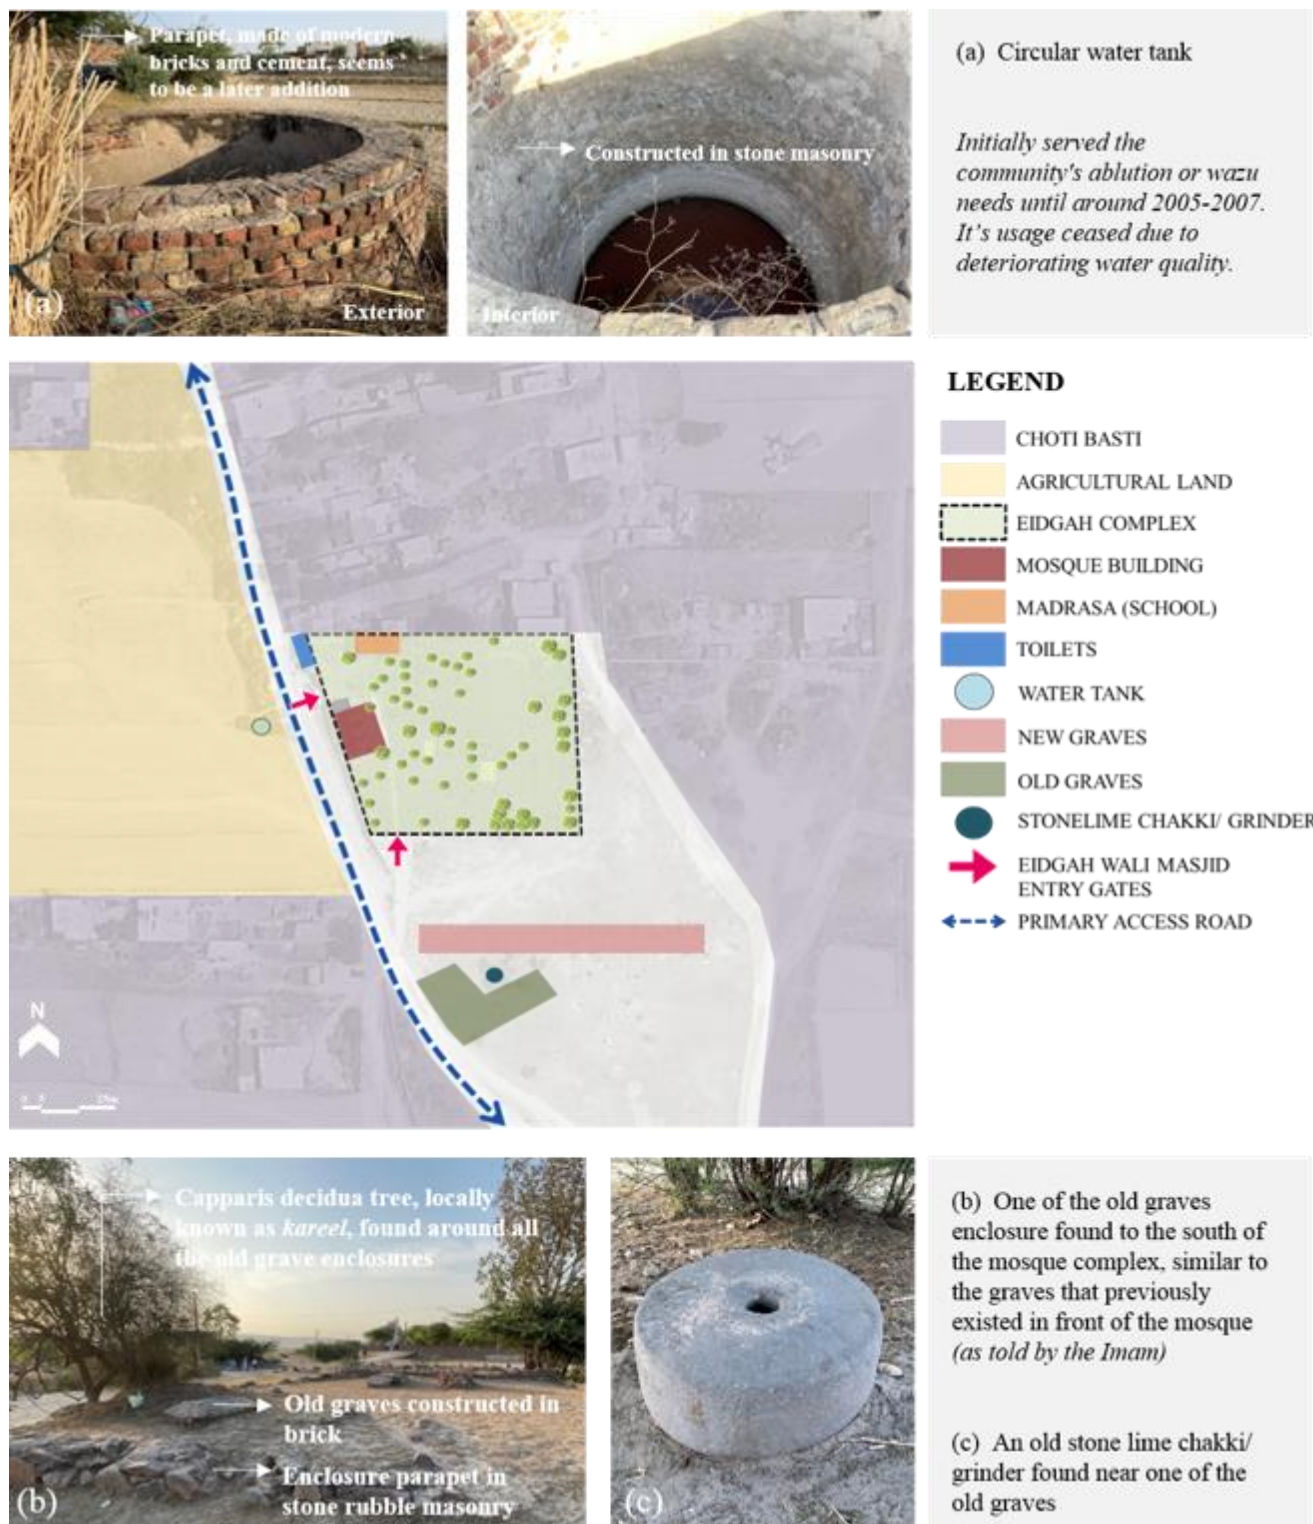 Parapet, made of modern
bricks and cement, seems
to be a later addition
(a)
Exterior
Constructed in stone masonry
Interior
(a) Circular water tank
Initially served the
community's ablution or wazu
needs until around 2005-2007.
It's usage ceased due to
deteriorating water quality.
LEGEND
CHOTI BASTI
AGRICULTURAL LAND
EIDGAH COMPLEX
MOSQUE BUILDING
MADRASA (SCHOOL)
TOILETS
WATER TANK
NEW GRAVES
OLD GRAVES
STONELIME CHAKKI/ GRINDER
EIDGAH WALI MASJID
ENTRY GATES
PRIMARY ACCESS ROAD
N
Capparis decidua tree, locally
known as kareel, found around all
the old grave enclosures
Old graves constructed in
brick
Enclosure parapet in
stone rubble masonry
(b)
(c)
(b) One of the old graves
enclosure found to the south of
the mosque complex, similar to
the graves that previously
existed in front of the mosque
(as told by the Imam)
(c) An old stone lime chakki/
grinder found near one of the
old graves